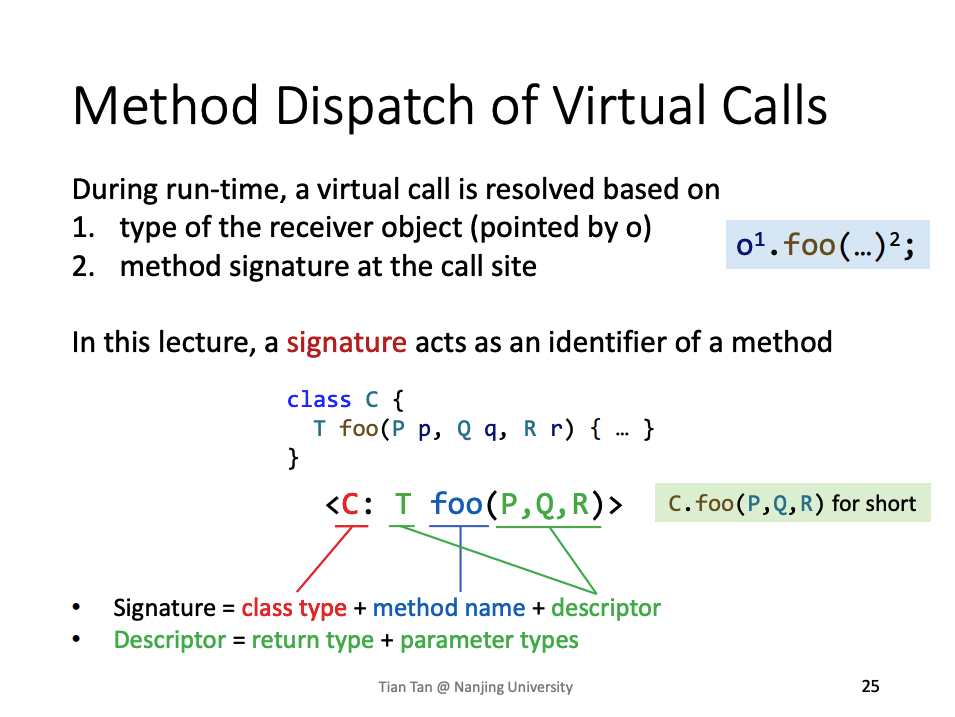 Method Dispatch of Virtual Calls
During run-time, a virtual call is resolved based on
1. type of the receiver object (pointed by o)
2. method signature at the call site
o¹.foo(…)²;
In this lecture, a signature acts as an identifier of a method
class C {
T foo(P p, Q q, R r) { … }
}
<C: T foo(P,Q,R)>
C.foo(P,Q,R) for short
• Signature = class type + method name + descriptor
• Descriptor = return type + parameter types
Tian Tan @ Nanjing University
25